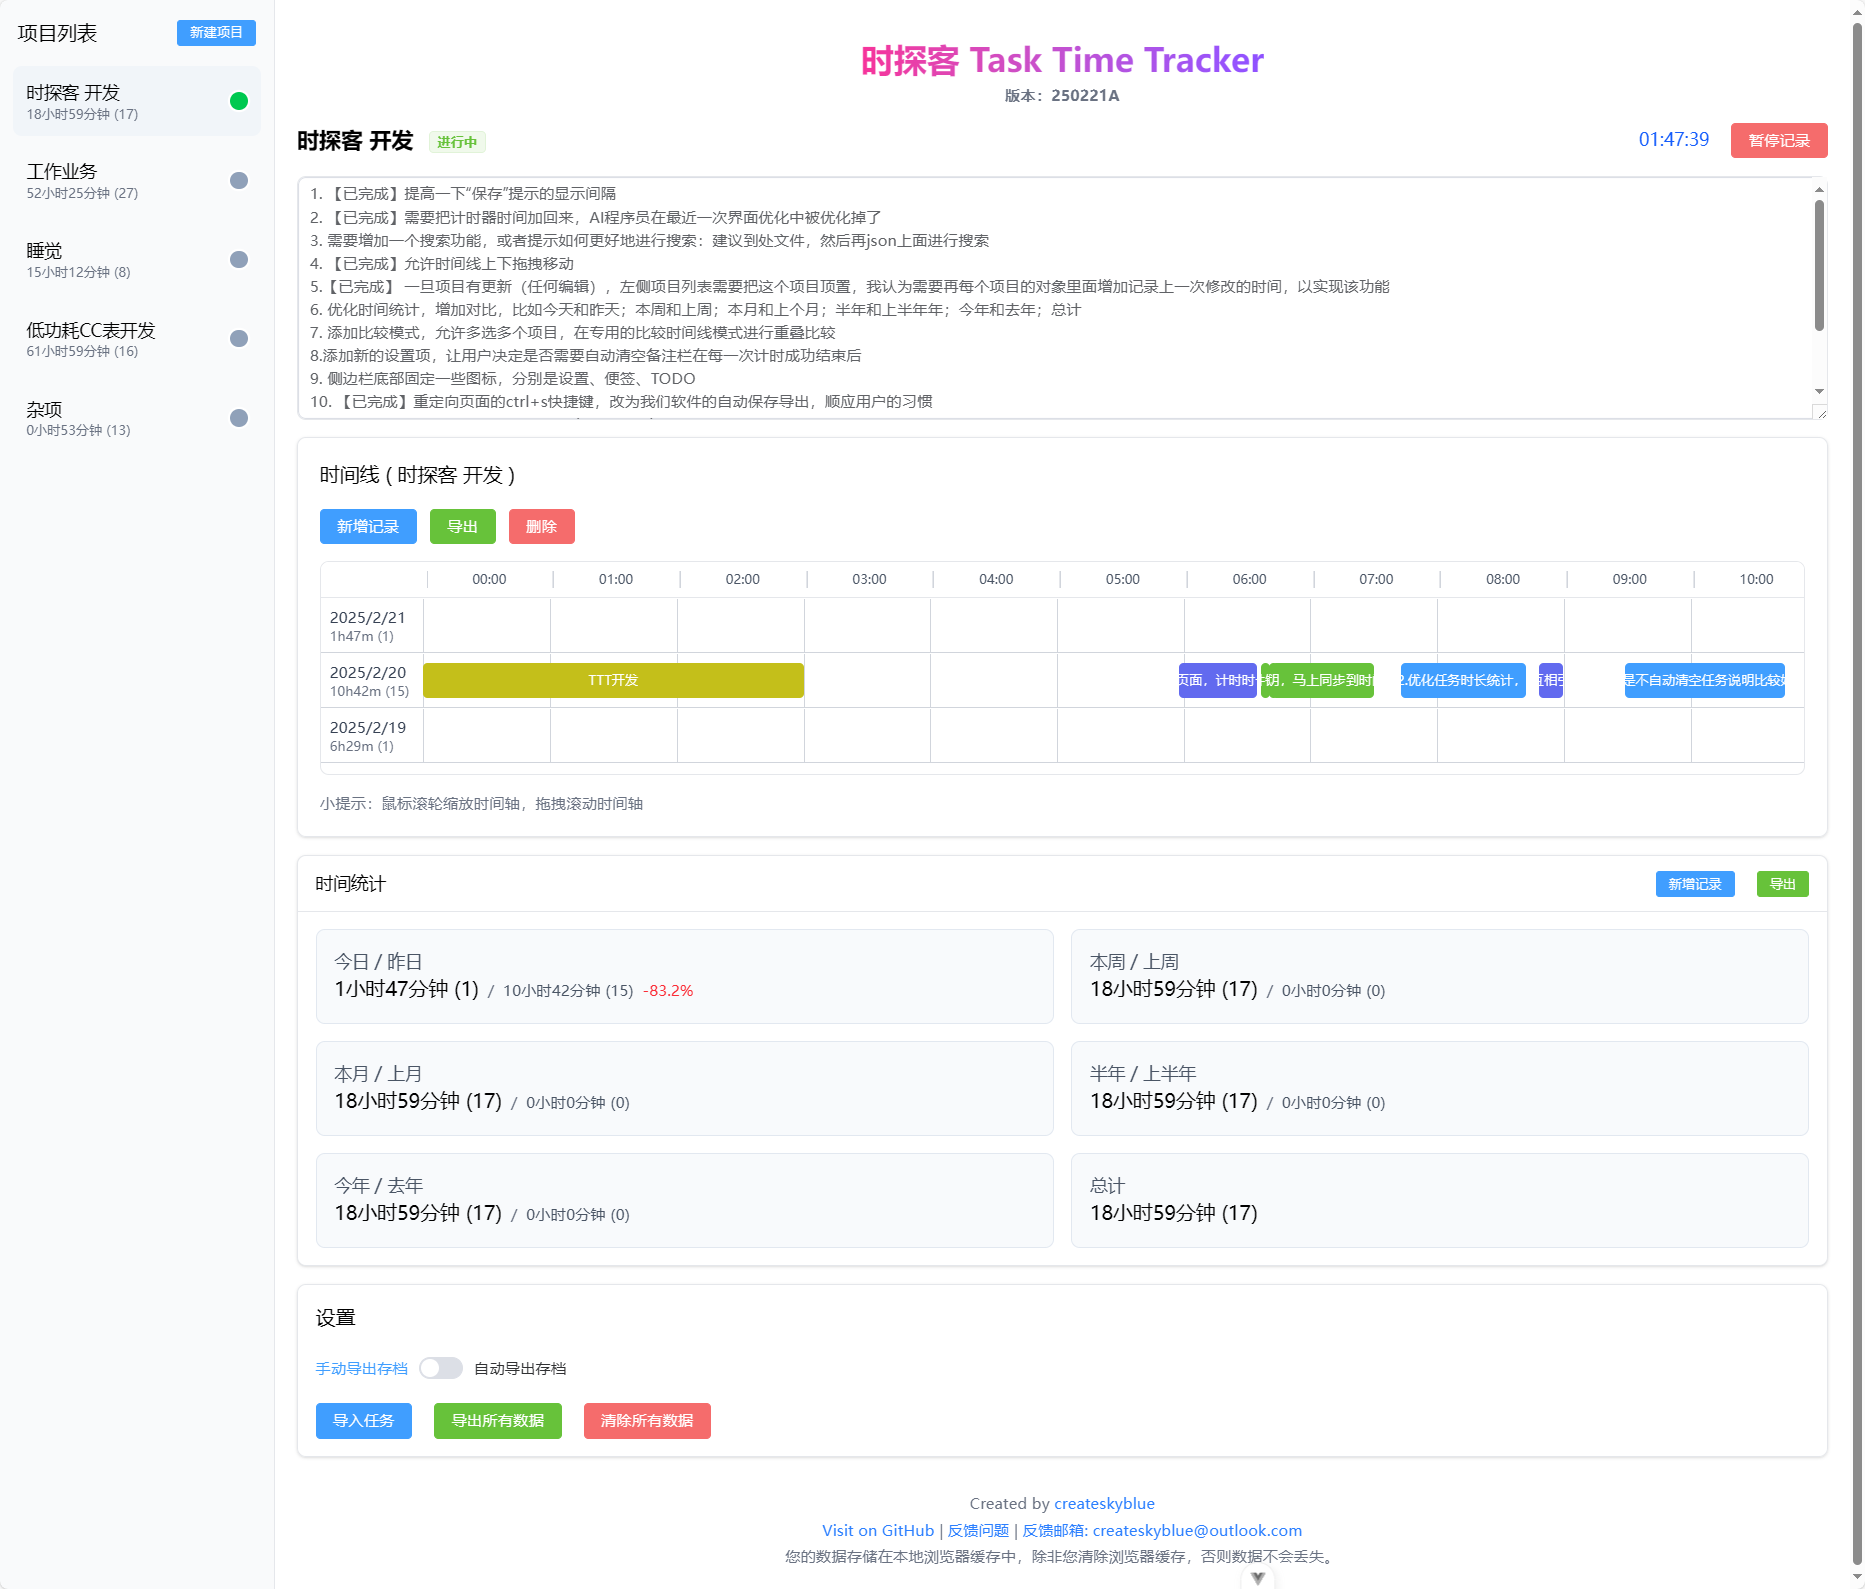 项目列表
新建项目
时探客 开发
18小时59分钟 (17)
工作业务
52小时25分钟 (27)
睡觉
15小时12分钟 (8)
低功耗CC表开发
61小时59分钟 (16)
杂项
0小时53分钟 (13)
时探客 Task Time Tracker
版本：250221A
时探客 开发 进行中
01:47:39 暂停记录
1. 【已完成】提高一下“保存”提示的显示间隔
2. 【已完成】需要把计时器时间加回来，AI程序员在最近一次界面优化中被优化掉了
3. 需要增加一个搜索功能，或者提示如何更好地进行搜索：建议到处文件，然后再json上面进行搜索
4. 【已完成】允许时间线上下拖拽移动
5.【已完成】 一旦项目有更新（任何编辑），左侧项目列表需要把这个项目顶置，我认为需要再每个项目的对象里面增加记录上一次修改的时间，以实现该功能
6. 优化时间统计，增加对比，比如今天和昨天；本周和上周；本月和上个月；半年和上半年年；今年和去年；总计
7. 添加比较模式，允许多选多个项目，在专用的比较时间线模式进行重叠比较
8.添加新的设置项，让用户决定是否需要自动清空备注栏在每一次计时成功结束后
9. 侧边栏底部固定一些图标，分别是设置、便签、TODO
10. 【已完成】重定向页面的ctrl+s快捷键，改为我们软件的自动保存导出，顺应用户的习惯
时间线 ( 时探客 开发 )
新增记录 导出 删除
00:00 01:00 02:00 03:00 04:00 05:00 06:00 07:00 08:00 09:00 10:00
2025/2/21
1h47m (1)
2025/2/20
10h42m (15)
TTT开发 页面，计时时 钥，马上同步到时 2.优化任务时长统计， 互相引 是不自动清空任务说明比较好
2025/2/19
6h29m (1)
小提示：鼠标滚轮缩放时间轴，拖拽滚动时间轴
时间统计
新增记录 导出
今日 / 昨日
1小时47分钟 (1) / 10小时42分钟 (15) -83.2%
本周 / 上周
18小时59分钟 (17) / 0小时0分钟 (0)
本月 / 上月
18小时59分钟 (17) / 0小时0分钟 (0)
半年 / 上半年
18小时59分钟 (17) / 0小时0分钟 (0)
今年 / 去年
18小时59分钟 (17) / 0小时0分钟 (0)
总计
18小时59分钟 (17)
设置
手动导出存档 自动导出存档
导入任务 导出所有数据 清除所有数据
Created by createskyblue
Visit on GitHub | 反馈问题 | 反馈邮箱: createskyblue@outlook.com
您的数据存储在本地浏览器缓存中，除非您清除浏览器缓存，否则数据不会丢失。